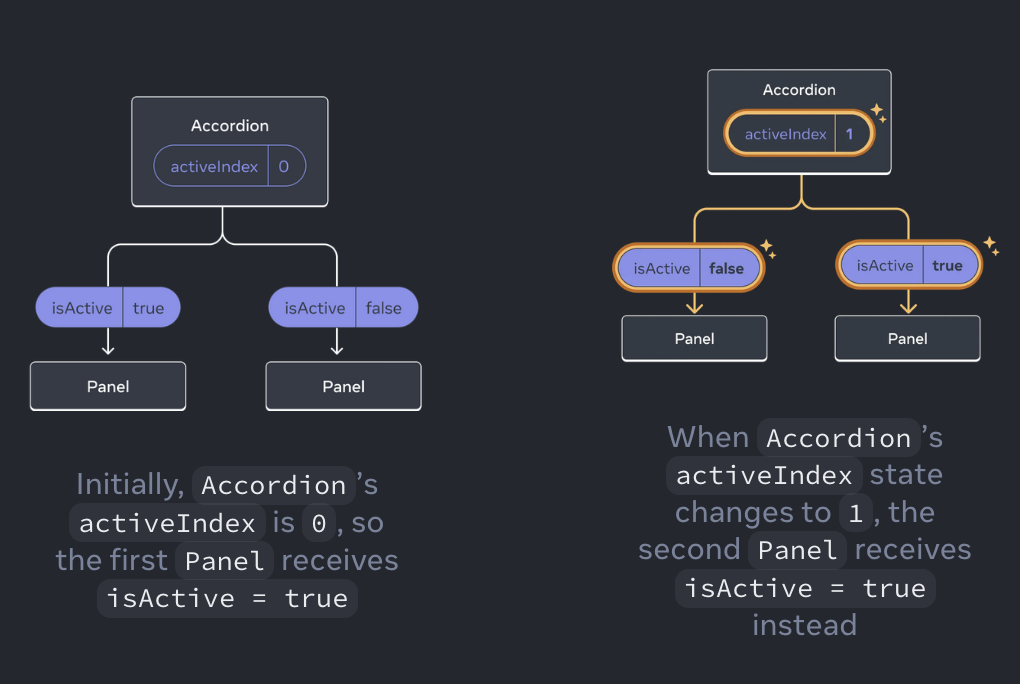 Accordion
activeIndex 0
isActive true
isActive false
Panel
Panel
Initially, Accordion’s
activeIndex is 0, so
the first Panel receives
isActive = true
Accordion
activeIndex 1
isActive false
isActive true
Panel
Panel
When Accordion’s
activeIndex state
changes to 1, the
second Panel receives
isActive = true
instead